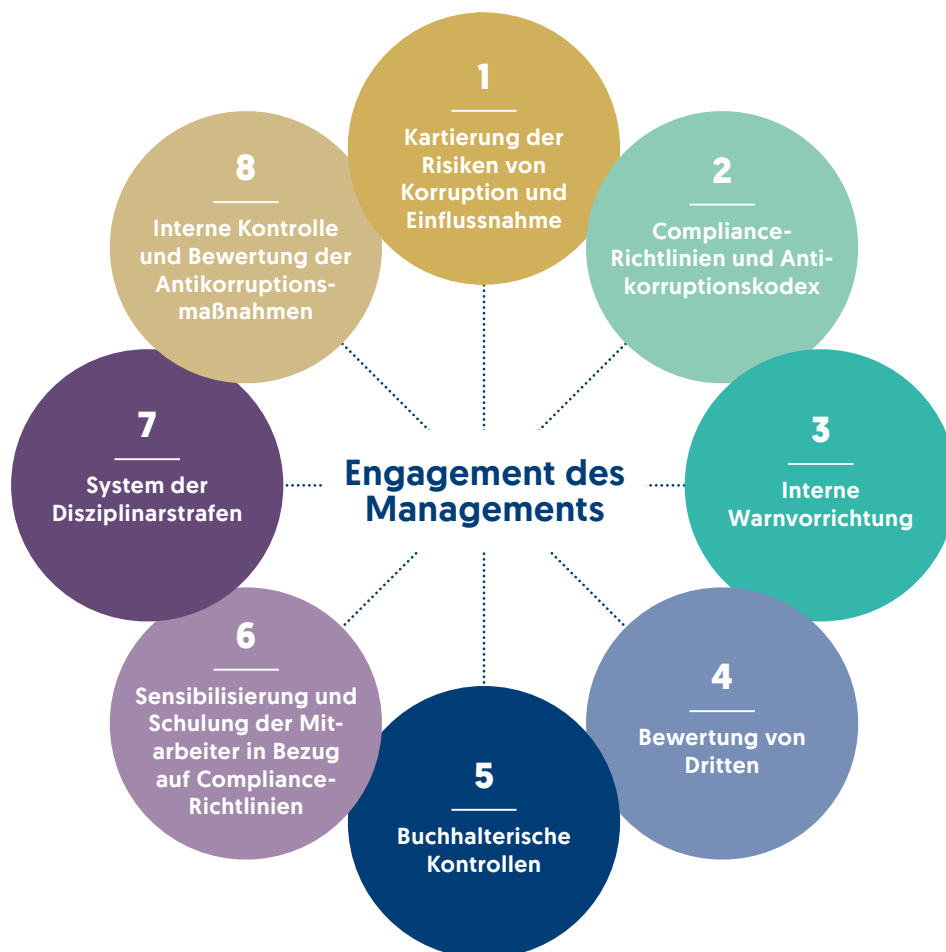 1
Kartierung der
Risiken von
Korruption und
Einflussnahme
2
Compliance-
Richtlinien und Anti-
korruptionskodex
3
Interne
Warnvorrichtung
4
Bewertung von
Dritten
5
Buchhalterische
Kontrollen
6
Sensibilisierung und
Schulung der Mit-
arbeiter in Bezug
auf Compliance-
Richtlinien
7
System der
Disziplinarstrafen
8
Interne Kontrolle
und Bewertung der
Antikorruptions-
maßnahmen
Engagement des
Managements